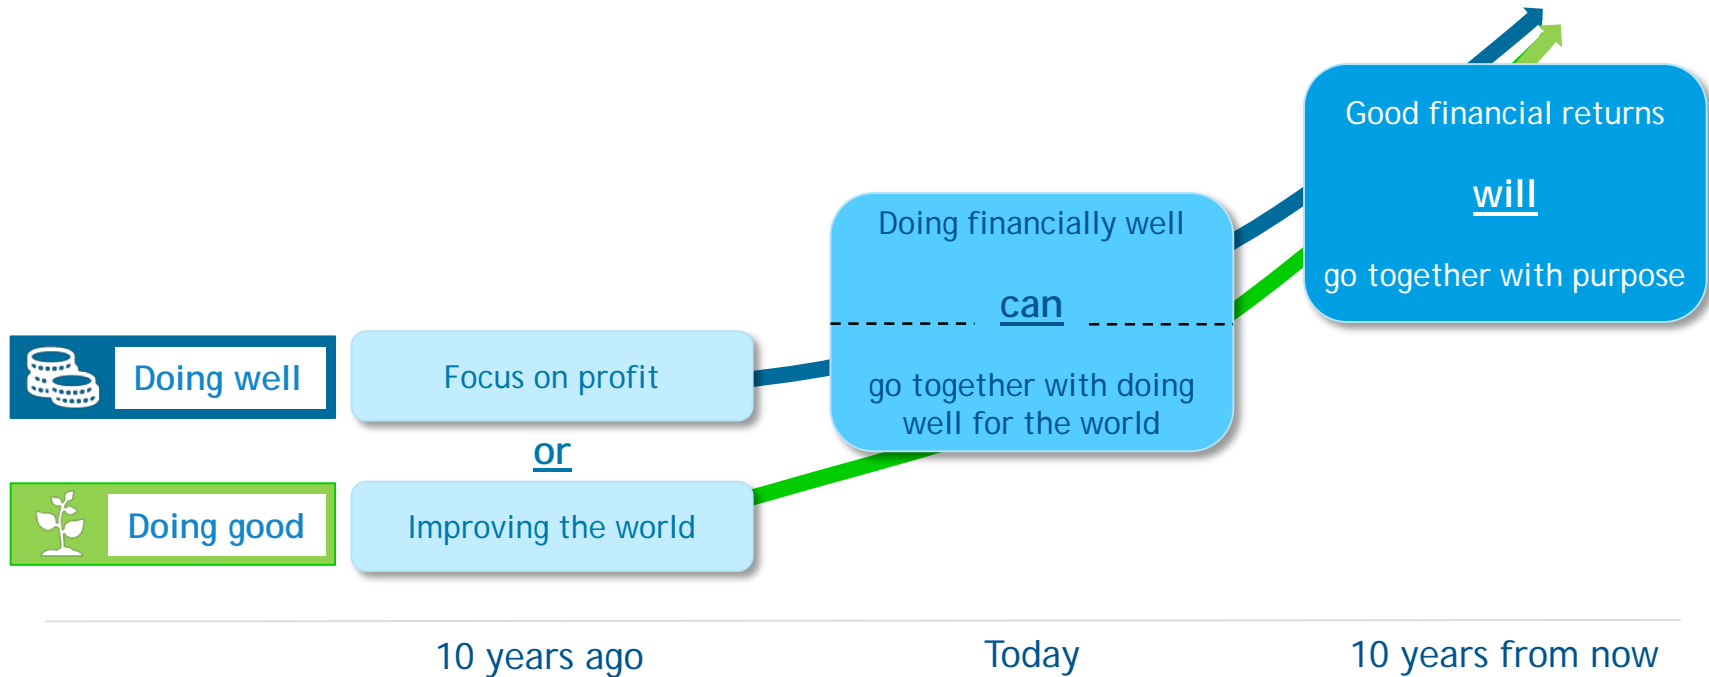 Doing well
Focus on profit
or
Doing good
Improving the world
Doing financially well
can
go together with doing
well for the world
Good financial returns
will
go together with purpose
10 years ago
Today
10 years from now